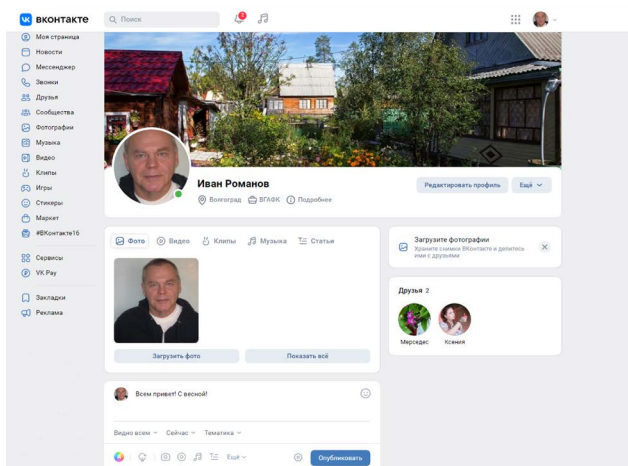 вконтакте
Поиск
Моя страница
Новости
Мессенджер
Звонки
Друзья
Сообщества
Фотографии
Музыка
Видео
Клипы
Игры
Стикеры
Маркет
#ВКонтакте16
Сервисы
VK Pay
Закладки
Реклама
Иван Романов
Волгоград ВГАФК Подробнее
Редактировать профиль Ещё
Фото Видео Клипы Музыка Статьи
Загрузить фото Показать всё
Загрузите фотографии
Храните снимки ВКонтакте и делитесь
ими с друзьями
Друзья 2
Мерседес Ксения
Всем привет! С весной!
Видно всем Сейчас Тематика
Ещё Опубликовать